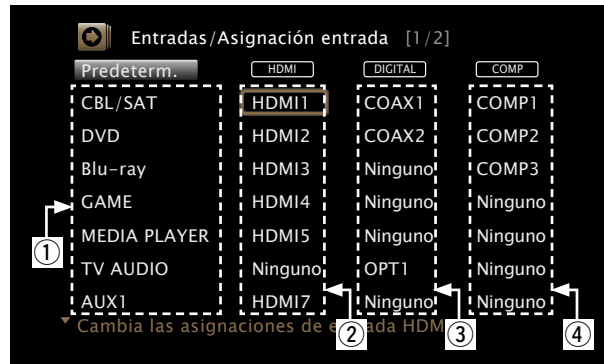 Entradas/Asignación entrada [1/2]
Predeterm. HDMI DIGITAL COMP
CBL/SAT HDMI1 COAX1 COMP1
DVD HDMI2 COAX2 COMP2
Blu-ray HDMI3 Ninguno COMP3
GAME HDMI4 Ninguno Ninguno
MEDIA PLAYER HDMI5 Ninguno Ninguno
TV AUDIO Ninguno OPT1 Ninguno
AUX1 HDMI7 Ninguno Ninguno
Cambia las asignaciones de HDM
1 2 3 4